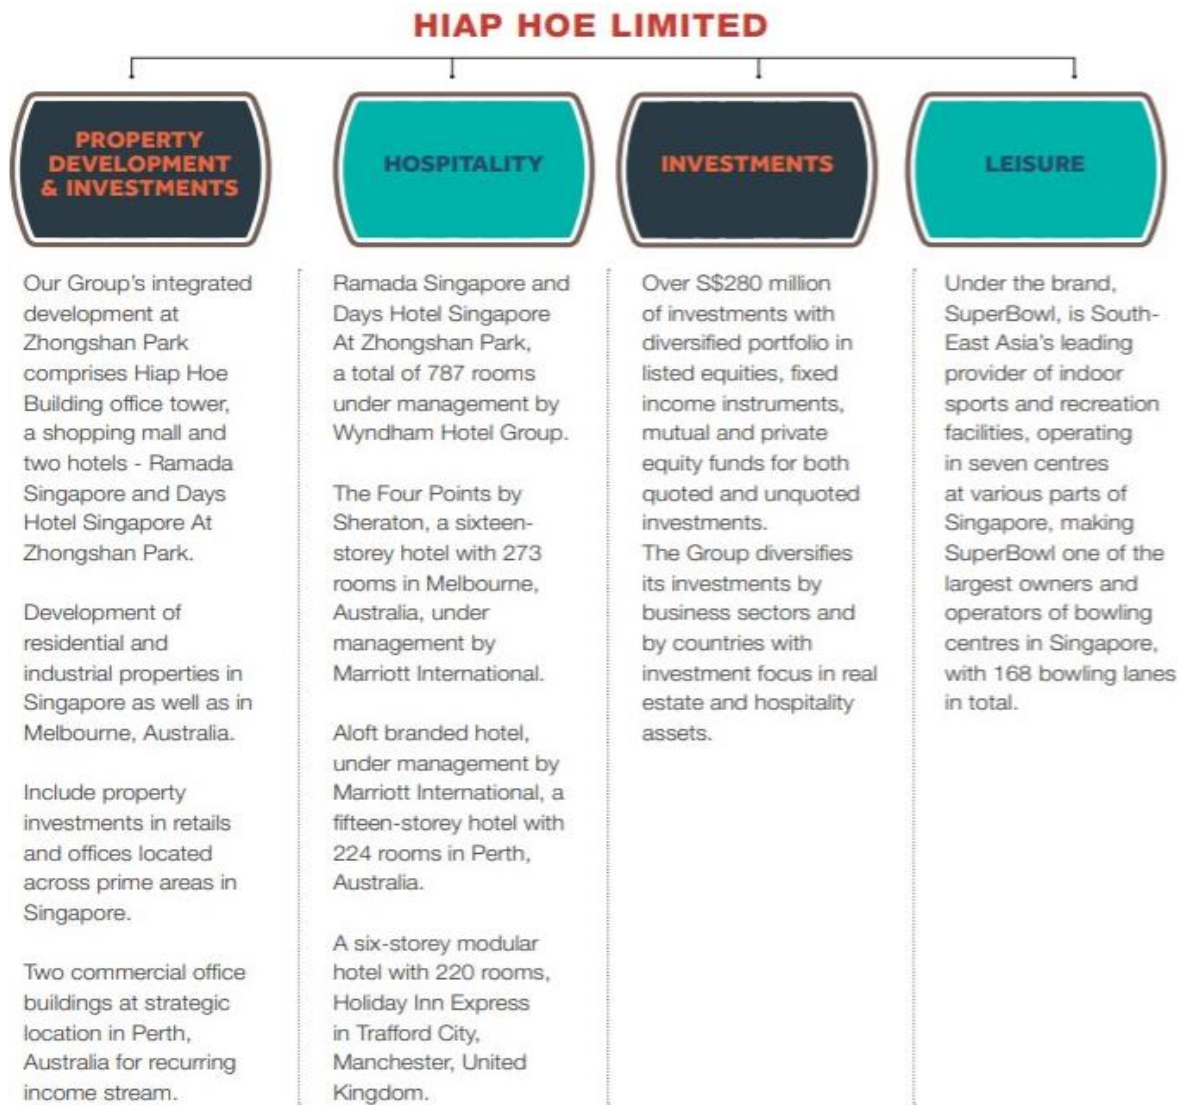 HIAP HOE LIMITED
PROPERTY
DEVELOPMENT
& INVESTMENTS
Our Group's integrated
development at
Zhongshan Park
comprises Hiap Hoe
Building office tower,
a shopping mall and
two hotels - Ramada
Singapore and Days
Hotel Singapore At
Zhongshan Park.
Development of
residential and
industrial properties in
Singapore as well as in
Melbourne, Australia.
Include property
investments in retails
and offices located
across prime areas in
Singapore.
Two commercial office
buildings at strategic
location in Perth,
Australia for recurring
income stream.
HOSPITALITY
Ramada Singapore and
Days Hotel Singapore
At Zhongshan Park,
a total of 787 rooms
under management by
Wyndham Hotel Group.
The Four Points by
Sheraton, a sixteen-
storey hotel with 273
rooms in Melbourne,
Australia, under
management by
Marriott International.
Aloft branded hotel,
under management by
Marriott International, a
fifteen-storey hotel with
224 rooms in Perth,
Australia.
A six-storey modular
hotel with 220 rooms,
Holiday Inn Express
in Trafford City,
Manchester, United
Kingdom.
INVESTMENTS
Over S$280 million
of investments with
diversified portfolio in
listed equities, fixed
income instruments,
mutual and private
equity funds for both
quoted and unquoted
investments.
The Group diversifies
its investments by
business sectors and
by countries with
investment focus in real
estate and hospitality
assets.
LEISURE
Under the brand,
SuperBowl, is South-
East Asia's leading
provider of indoor
sports and recreation
facilities, operating
in seven centres
at various parts of
Singapore, making
SuperBowl one of the
largest owners and
operators of bowling
centres in Singapore,
with 168 bowling lanes
in total.